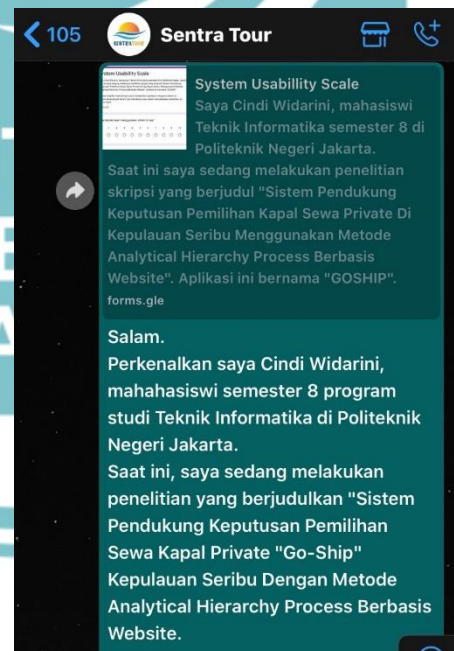 105
SENTRATOUR
Sentra Tour
System Usabillity Scale
Saya Cindi Widarini, mahasiswi
Teknik Informatika semester 8 di
Politeknik Negeri Jakarta.
Saat ini saya sedang melakukan penelitian
skripsi yang berjudul "Sistem Pendukung
Keputusan Pemilihan Kapal Sewa Private Di
Kepulauan Seribu Menggunakan Metode
Analytical Hierarchy Process Berbasis
Website". Aplikasi ini bernama "GOSHIP".
forms.gle
Salam.
Perkenalkan saya Cindi Widarini,
mahahasiswi semester 8 program
studi Teknik Informatika di Politeknik
Negeri Jakarta.
Saat ini, saya sedang melakukan
penelitian yang berjudulkan "Sistem
Pendukung Keputusan Pemilihan
Sewa Kapal Private "Go-Ship"
Kepulauan Seribu Dengan Metode
Analytical Hierarchy Process Berbasis
Website.